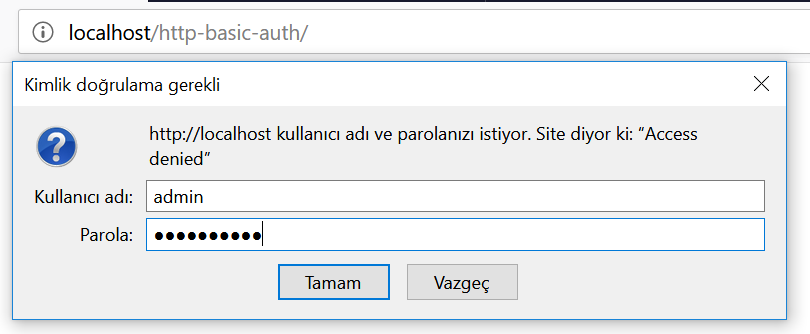 localhost/http-basic-auth/
Kimlik doğrulama gerekli
http://localhost kullanıcı adı ve parolanızı istiyor. Site diyor ki: “Access
denied”
Kullanıcı adı: admin
Parola: ●●●●●●●●●●
Tamam Vazgeç